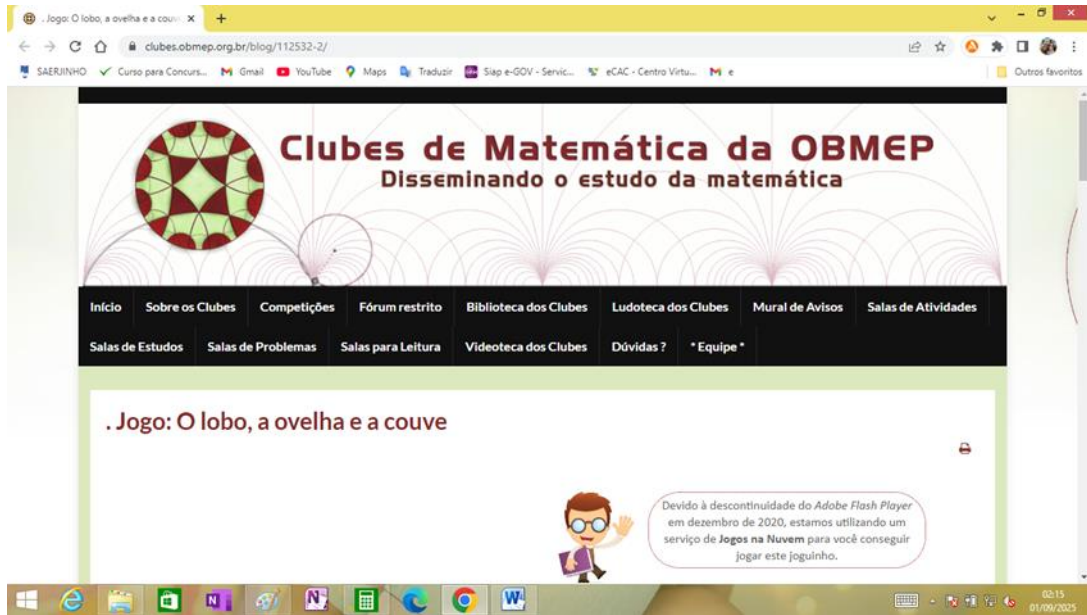 . Jogo: O lobo, a ovelha e a couve
clubes.obmep.org.br/blog/112532-2/
SAERJINHO Curso para Concurs... Gmail YouTube Maps Traduzir Siap e-GOV - Servic... eCAC - Centro Virtu... e Outros favoritos
Clubes de Matemática da OBMEP
Disseminando o estudo da matemática
Início Sobre os Clubes Competições Fórum restrito Biblioteca dos Clubes Ludoteca dos Clubes Mural de Avisos Salas de Atividades
Salas de Estudos Salas de Problemas Salas para Leitura Videoteca dos Clubes Dúvidas ? * Equipe *
. Jogo: O lobo, a ovelha e a couve
Devido à descontinuidade do Adobe Flash Player
em dezembro de 2020, estamos utilizando um
serviço de Jogos na Nuvem para você conseguir
jogar este joguinho.
02:15
01/09/2025